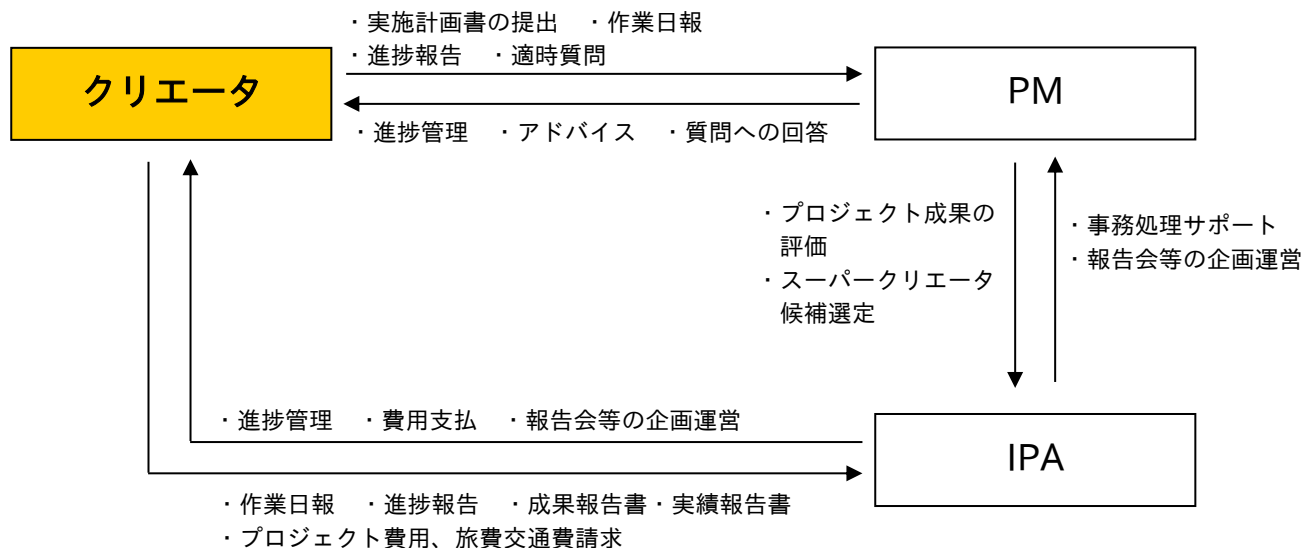 ・実施計画書の提出　・作業日報
・進捗報告　・適時質問
クリエータ
PM
・進捗管理　・アドバイス　・質問への回答
・プロジェクト成果の
評価
・スーパークリエータ
候補選定
・事務処理サポート
・報告会等の企画運営
・進捗管理　・費用支払　・報告会等の企画運営
IPA
・作業日報　・進捗報告　・成果報告書・実績報告書
・プロジェクト費用、旅費交通費請求